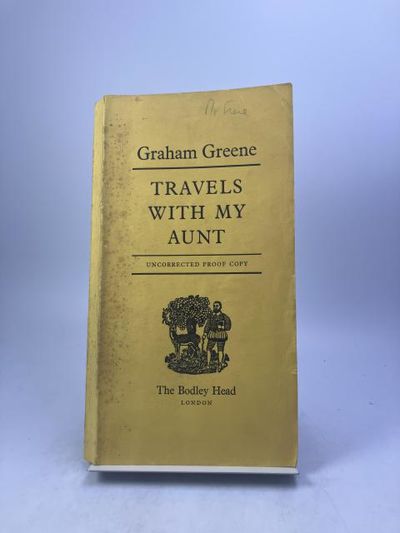 Graham Greene
TRAVELS
WITH MY
AUNT
UNCORRECTED PROOF COPY
The Bodley Head
LONDON